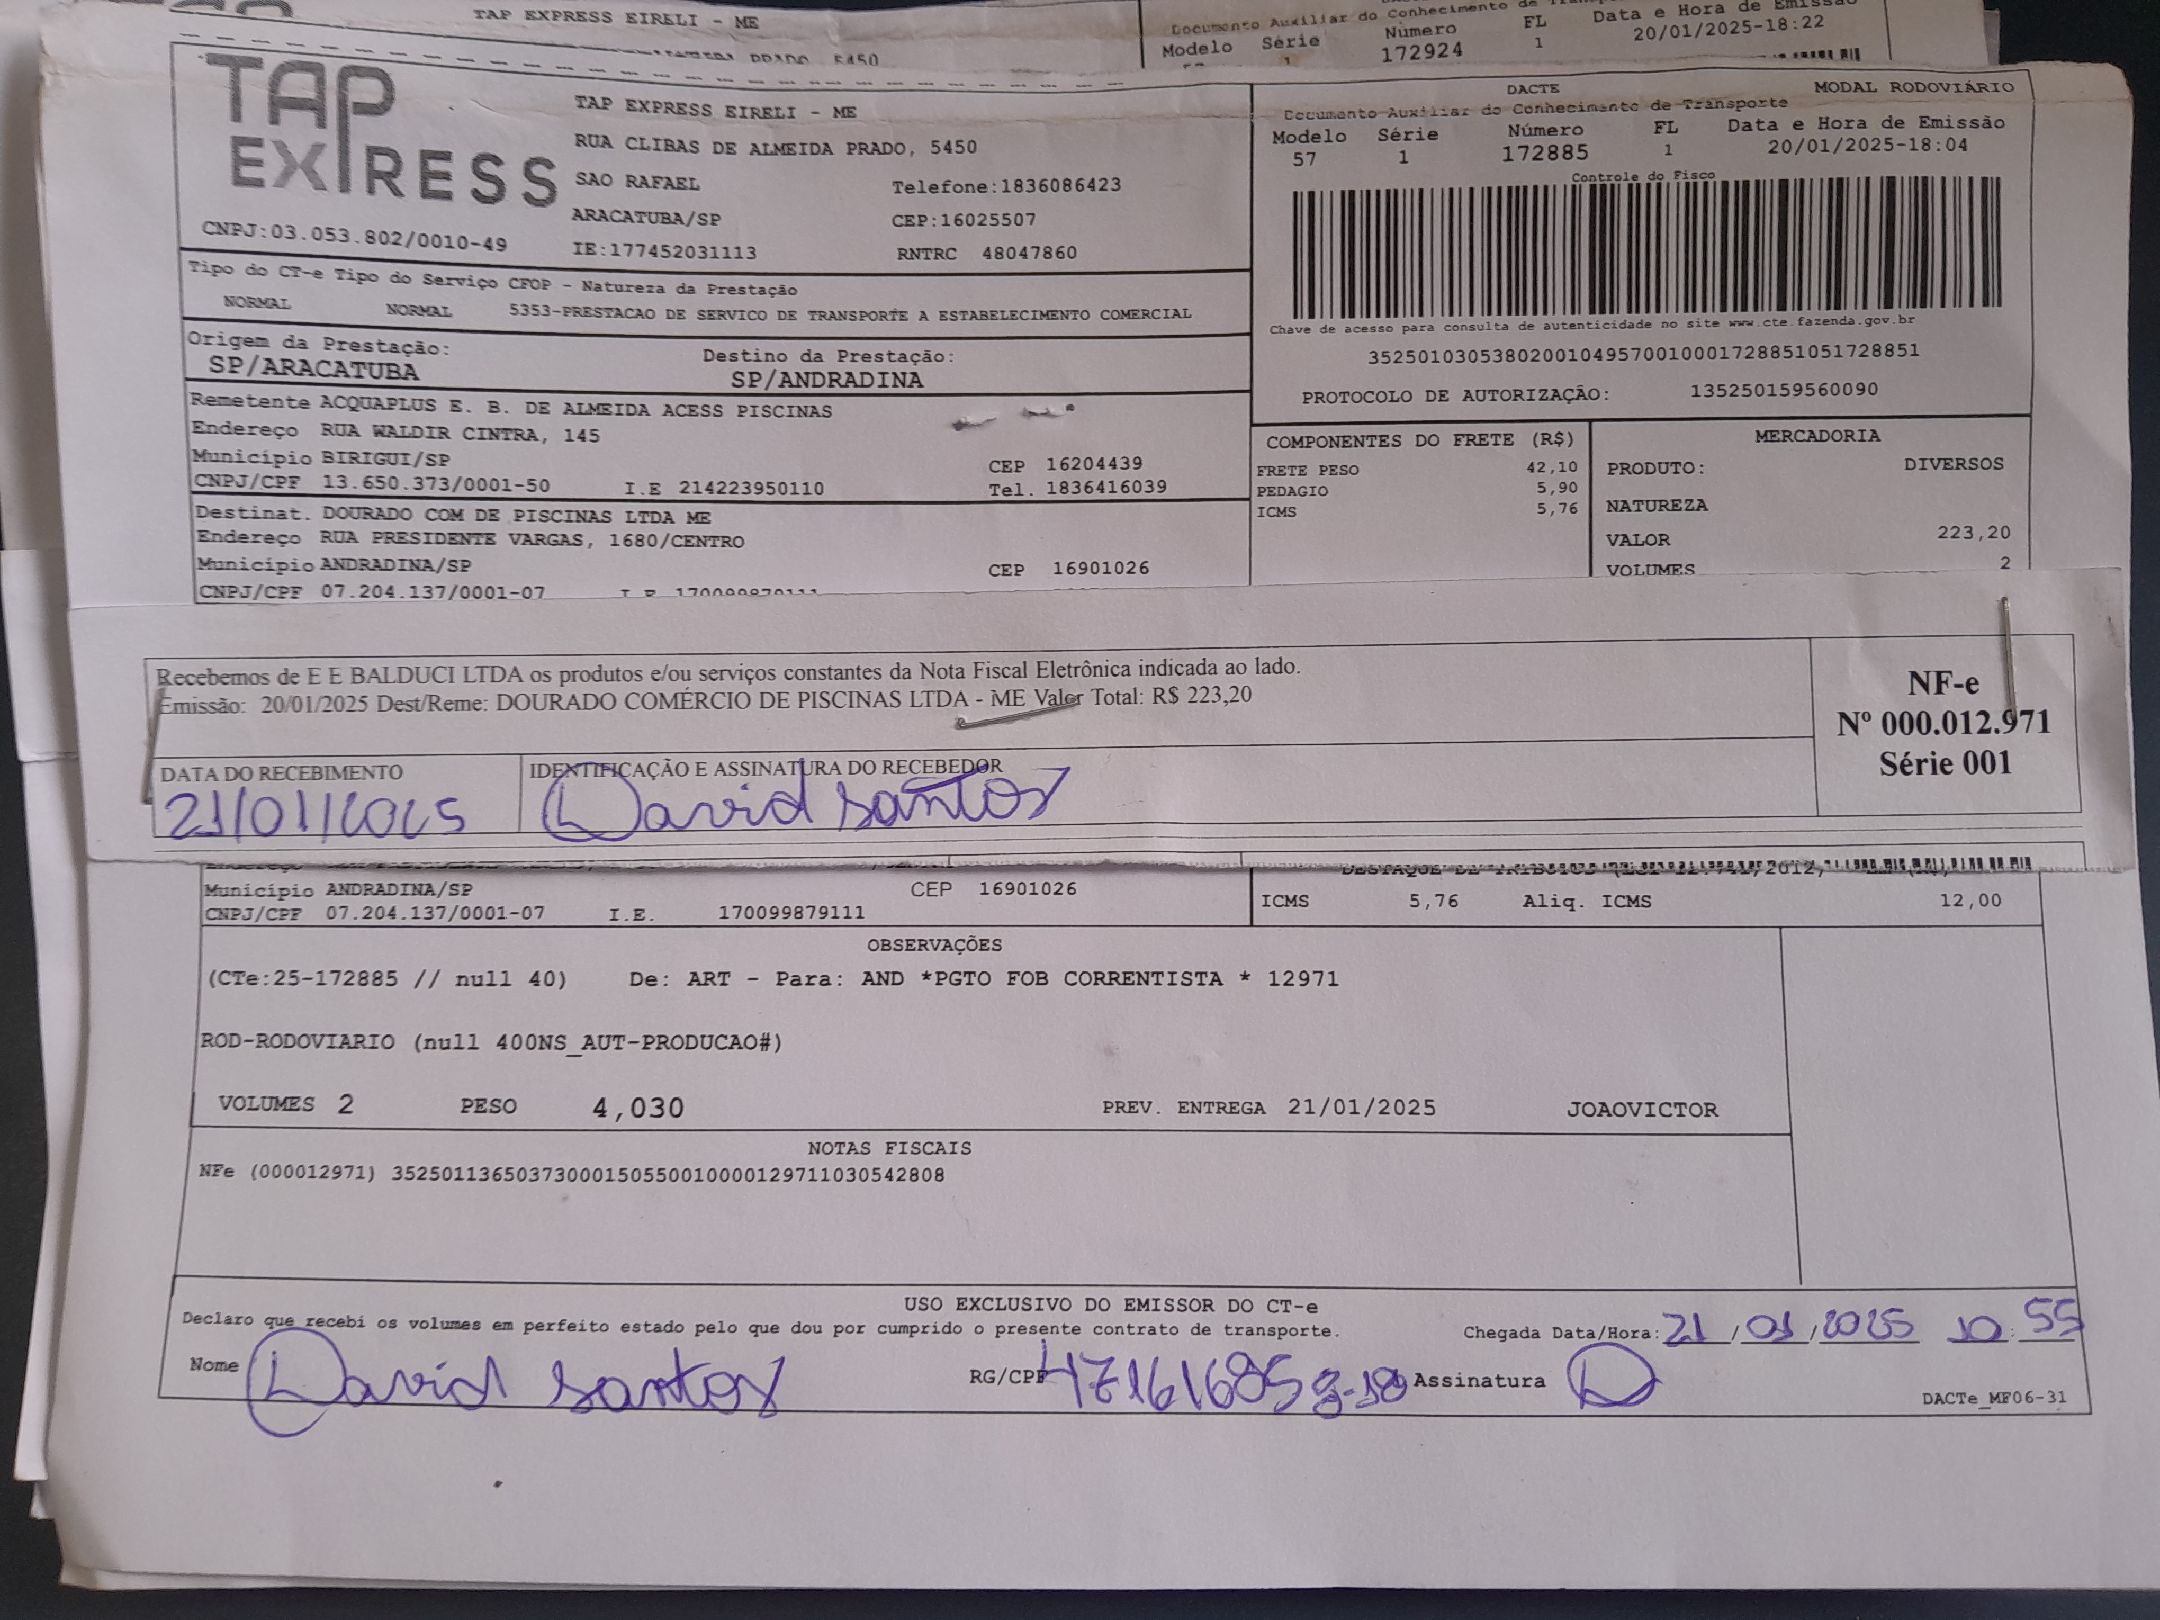 TAP EXPRESS EIRELI - ME
Modelo Série Número FL Data e Hora de Emissão
1 172924 1 20/01/2025-18:22
PRADO, 5450
TAP
EXPRESS
CNPJ:03.053.802/0010-49
TAP EXPRESS EIRELI - ME
RUA CLIBAS DE ALMEIDA PRADO, 5450
SAO RAFAEL Telefone:1836086423
ARACATUBA/SP CEP:16025507
IE:177452031113 RNTRC 48047860
DACTE MODAL RODOVIÁRIO
Documento Auxiliar do Conhecimento de Transporte
Modelo Série Número FL Data e Hora de Emissão
57 1 172885 1 20/01/2025-18:04
Controle do Fisco
Chave de acesso para consulta de autenticidade no site www.cte.fazenda.gov.br
35250103053802001049570010001728851051728851
PROTOCOLO DE AUTORIZAÇÃO: 135250159560090
Tipo do CT-e Tipo do Serviço CFOP - Natureza da Prestação
NORMAL NORMAL 5353-PRESTACAO DE SERVICO DE TRANSPORTE A ESTABELECIMENTO COMERCIAL
Origem da Prestação: Destino da Prestação:
SP/ARACATUBA SP/ANDRADINA
Remetente ACQUAPLUS E. B. DE ALMEIDA ACESS PISCINAS
Endereço RUA WALDIR CINTRA, 145
Município BIRIGUI/SP CEP 16204439
CNPJ/CPF 13.650.373/0001-50 I.E 214223950110 Tel. 1836416039
Destinat. DOURADO COM DE PISCINAS LTDA ME
Endereço RUA PRESIDENTE VARGAS, 1680/CENTRO
Município ANDRADINA/SP CEP 16901026
CNPJ/CPF 07.204.137/0001-07 I E 170099879111
COMPONENTES DO FRETE (R$)
FRETE PESO 42,10
PEDAGIO 5,90
ICMS 5,76
MERCADORIA
PRODUTO: DIVERSOS
NATUREZA
VALOR 223,20
VOLUMES 2
Recebemos de E E BALDUCI LTDA os produtos e/ou serviços constantes da Nota Fiscal Eletrônica indicada ao lado.
Emissão: 20/01/2025 Dest/Reme: DOURADO COMÉRCIO DE PISCINAS LTDA - ME Valor Total: R$ 223,20
NF-e
Nº 000.012.971
Série 001
DATA DO RECEBIMENTO IDENTIFICAÇÃO E ASSINATURA DO RECEBEDOR
21/01/2025 David santos
Município ANDRADINA/SP CEP 16901026
CNPJ/CPF 07.204.137/0001-07 I.E. 170099879111
ICMS 5,76 Aliq. ICMS 12,00
OBSERVAÇÕES
(CTe:25-172885 // null 40) De: ART - Para: AND *PGTO FOB CORRENTISTA * 12971
ROD-RODOVIARIO (null 400NS_AUT-PRODUCAO#)
VOLUMES 2 PESO 4,030 PREV. ENTREGA 21/01/2025 JOAOVICTOR
NOTAS FISCAIS
NFe (000012971) 35250113650373000150550010000129711030542808
USO EXCLUSIVO DO EMISSOR DO CT-e
Declaro que recebi os volumes em perfeito estado pelo que dou por cumprido o presente contrato de transporte. Chegada Data/Hora: 21/01/2025 10:55
Nome David santos RG/CPF Assinatura D
DACTe_MF06-31